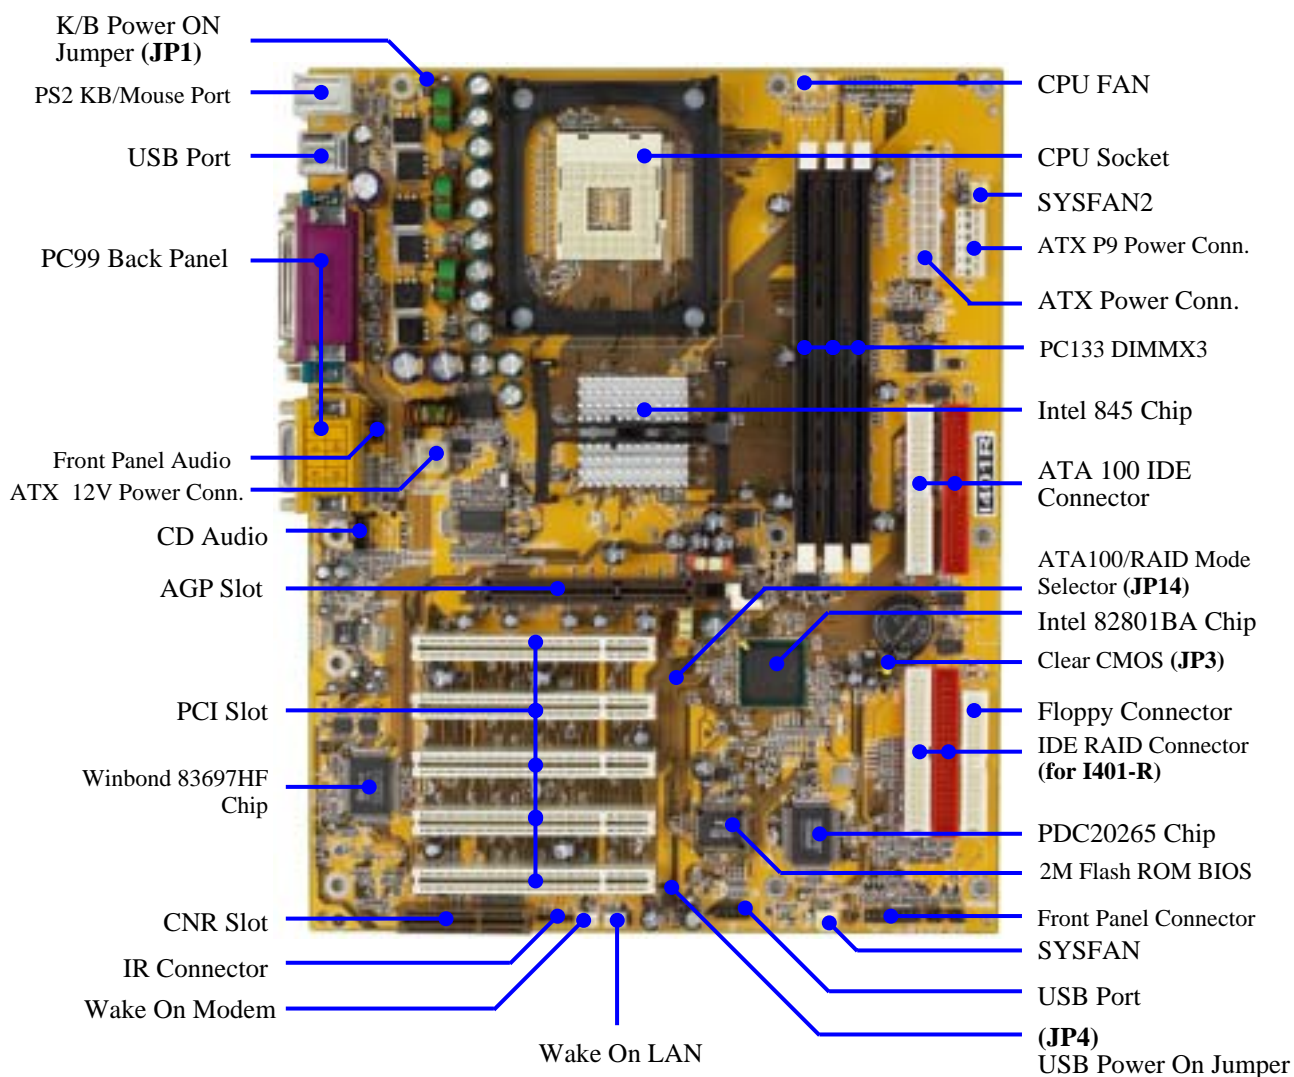 K/B Power ON
Jumper (JP1)
PS2 KB/Mouse Port
USB Port
PC99 Back Panel
Front Panel Audio
ATX 12V Power Conn.
CD Audio
AGP Slot
PCI Slot
Winbond 83697HF
Chip
CNR Slot
IR Connector
Wake On Modem
Wake On LAN
CPU FAN
CPU Socket
SYSFAN2
ATX P9 Power Conn.
ATX Power Conn.
PC133 DIMMX3
Intel 845 Chip
ATA 100 IDE
Connector
I401R
ATA100/RAID Mode
Selector (JP14)
Intel 82801BA Chip
Clear CMOS (JP3)
Floppy Connector
IDE RAID Connector
(for I401-R)
PDC20265 Chip
2M Flash ROM BIOS
Front Panel Connector
SYSFAN
USB Port
(JP4)
USB Power On Jumper